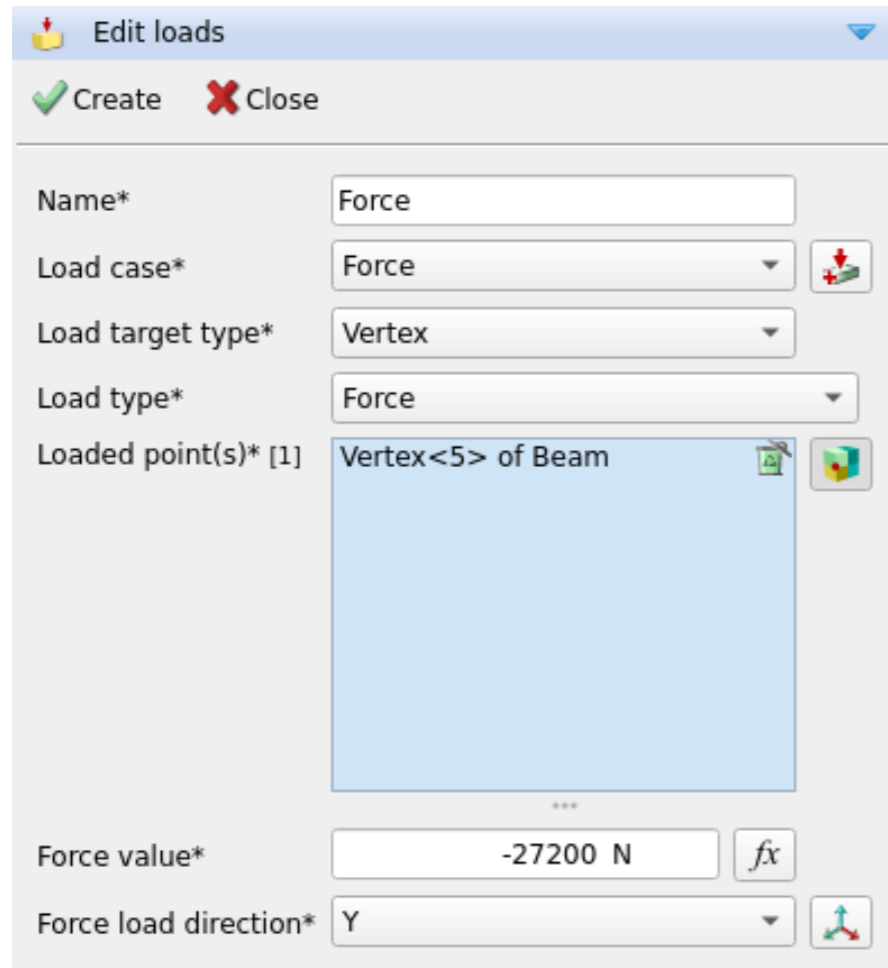 Edit loads
Create Close
Name* Force
Load case* Force
Load target type* Vertex
Load type* Force
Loaded point(s)* [1] Vertex<5> of Beam
Force value* -27200 N fx
Force load direction* Y